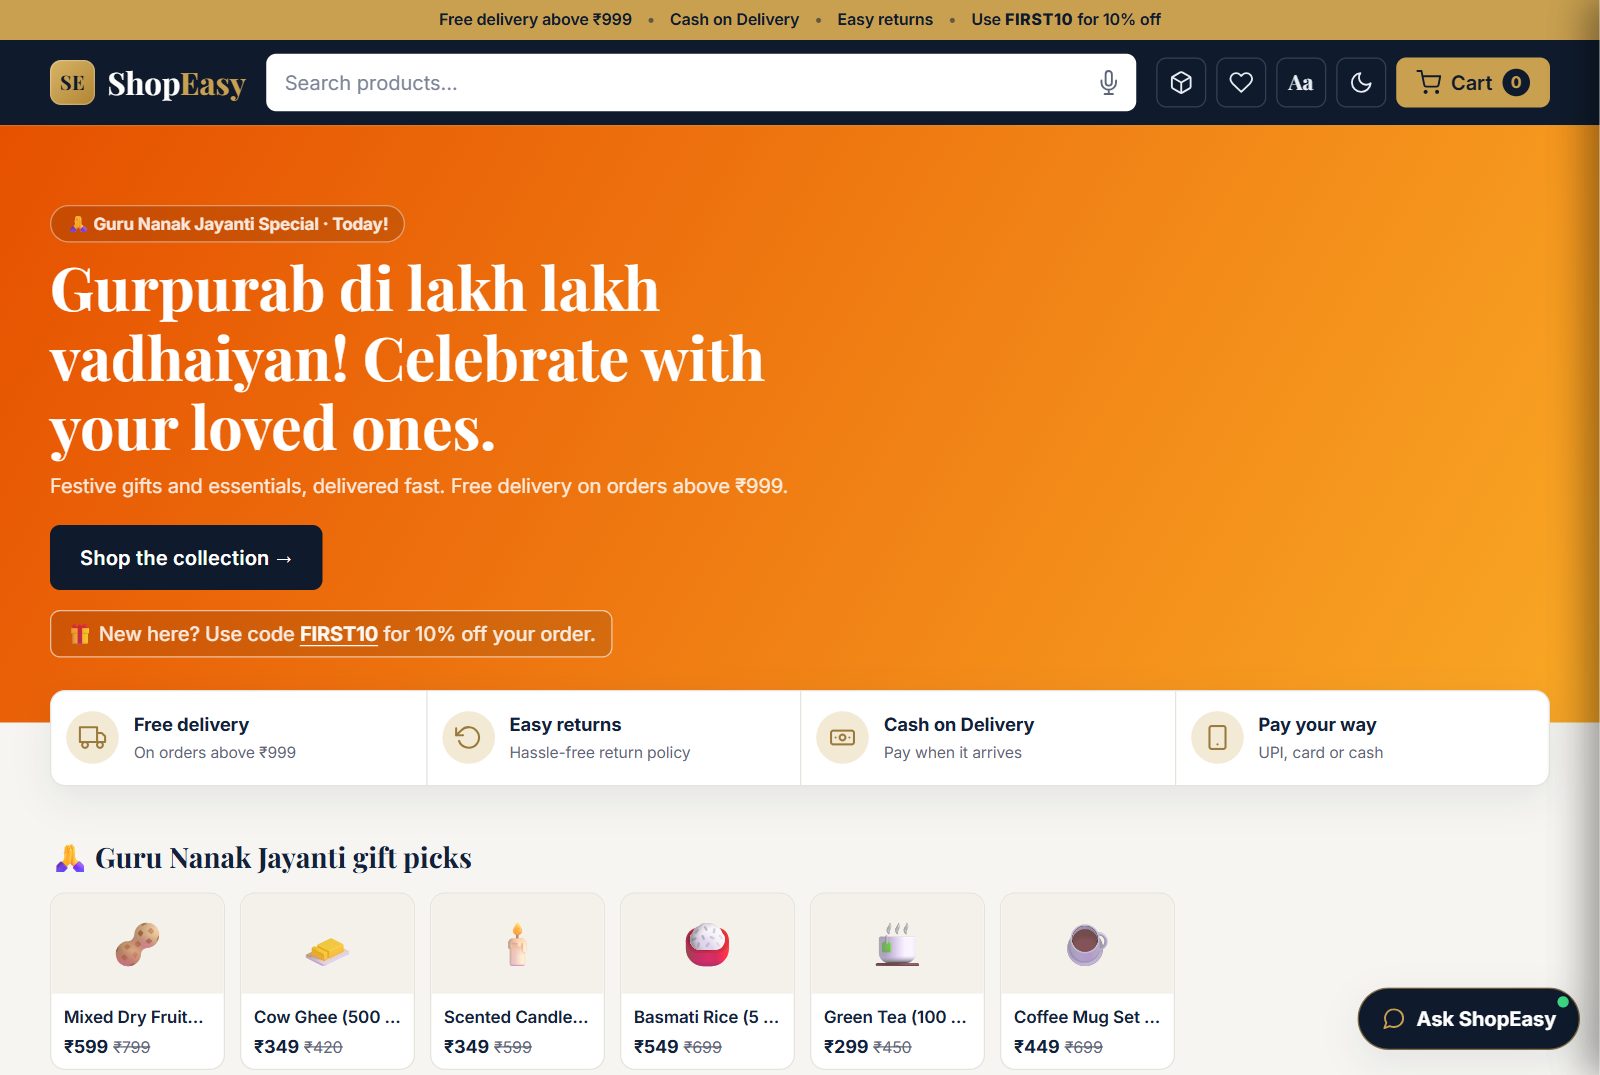 Free delivery above ₹999 • Cash on Delivery • Easy returns • Use FIRST10 for 10% off
SE ShopEasy
Search products...
Aa
Cart 0
Guru Nanak Jayanti Special · Today!
Gurpurab di lakh lakh
vadhaiyan! Celebrate with
your loved ones.
Festive gifts and essentials, delivered fast. Free delivery on orders above ₹999.
Shop the collection →
New here? Use code FIRST10 for 10% off your order.
Free delivery
On orders above ₹999
Easy returns
Hassle-free return policy
Cash on Delivery
Pay when it arrives
Pay your way
UPI, card or cash
Guru Nanak Jayanti gift picks
Mixed Dry Fruit...
₹599 ₹799
Cow Ghee (500 ...
₹349 ₹420
Scented Candle...
₹349 ₹599
Basmati Rice (5 ...
₹549 ₹699
Green Tea (100 ...
₹299 ₹450
Coffee Mug Set ...
₹449 ₹699
Ask ShopEasy